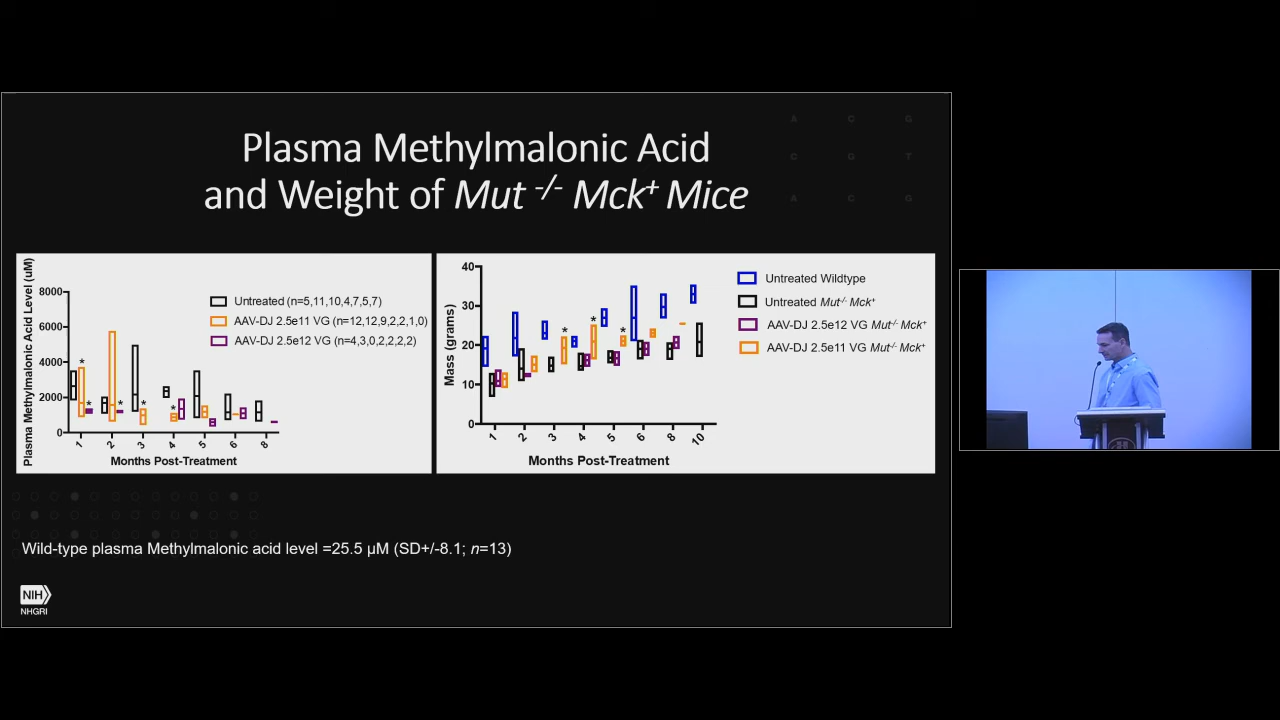 Plasma Methylmalonic Acid
and Weight of Mut -/- Mck+ Mice
A C G
C G T
A C G
Plasma Methylmalonic Acid Level (uM)
8000
6000
4000
2000
0
Untreated (n=5,11,10,4,7,5,7)
AAV-DJ 2.5e11 VG (n=12,12,9,2,2,1,0)
AAV-DJ 2.5e12 VG (n=4,3,0,2,2,2,2)
* * * * *
1 2 3 4 5 6 8
Months Post-Treatment
Mass (grams)
40
30
20
10
0
* * *
1 2 3 4 5 6 8 10
Months Post-Treatment
Untreated Wildtype
Untreated Mut-/- Mck+
AAV-DJ 2.5e12 VG Mut-/- Mck+
AAV-DJ 2.5e11 VG Mut-/- Mck+
Wild-type plasma Methylmalonic acid level =25.5 µM (SD+/-8.1; n=13)
NIH
NHGRI